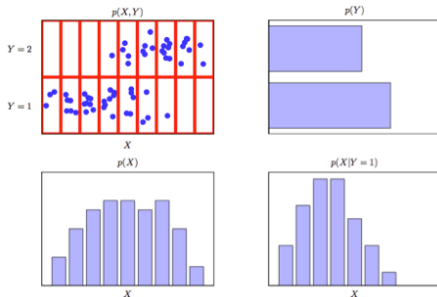 p(X, Y)
p(Y)
Y = 2
Y = 1
X
p(X)
p(X|Y = 1)
X
X